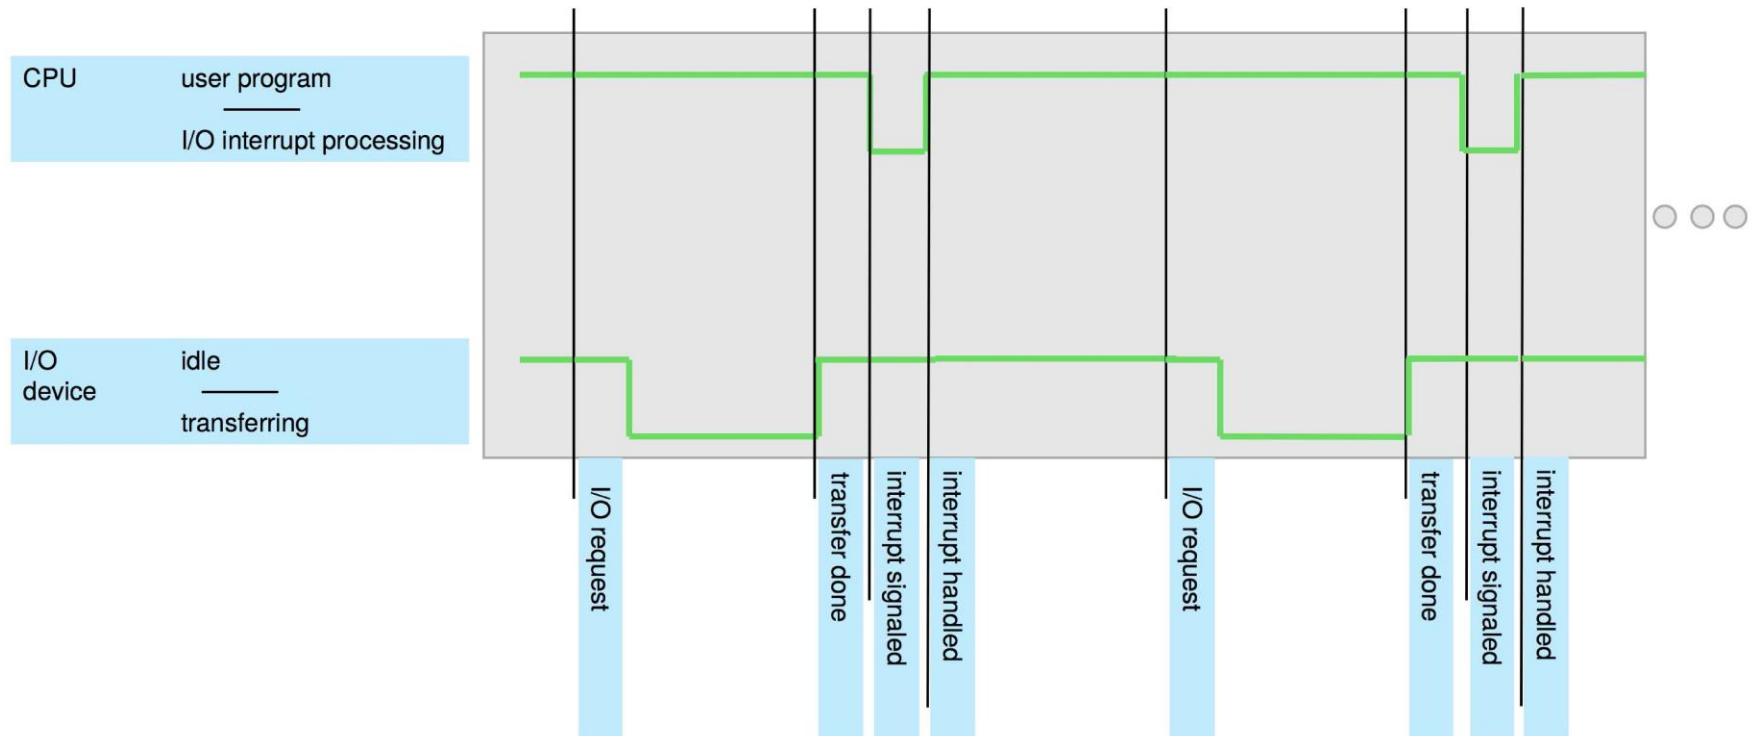 CPU
user program
I/O interrupt processing
I/O
device
idle
transferring
I/O request
transfer done
interrupt signaled
interrupt handled
I/O request
transfer done
interrupt signaled
interrupt handled